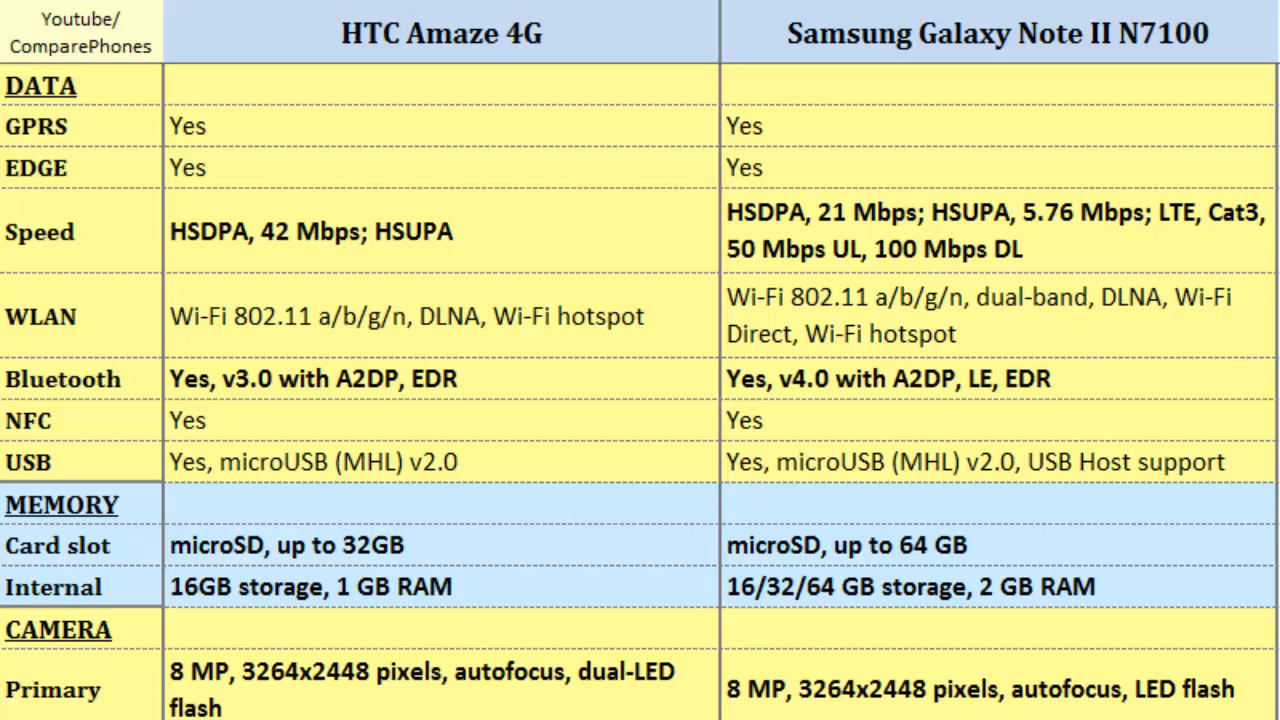 Youtube/
ComparePhones
HTC Amaze 4G
Samsung Galaxy Note II N7100
DATA
GPRS
Yes
Yes
EDGE
Yes
Yes
Speed
HSDPA, 42 Mbps; HSUPA
HSDPA, 21 Mbps; HSUPA, 5.76 Mbps; LTE, Cat3,
50 Mbps UL, 100 Mbps DL
WLAN
Wi-Fi 802.11 a/b/g/n, DLNA, Wi-Fi hotspot
Wi-Fi 802.11 a/b/g/n, dual-band, DLNA, Wi-Fi
Direct, Wi-Fi hotspot
Bluetooth
Yes, v3.0 with A2DP, EDR
Yes, v4.0 with A2DP, LE, EDR
NFC
Yes
Yes
USB
Yes, microUSB (MHL) v2.0
Yes, microUSB (MHL) v2.0, USB Host support
MEMORY
Card slot
microSD, up to 32GB
microSD, up to 64 GB
Internal
16GB storage, 1 GB RAM
16/32/64 GB storage, 2 GB RAM
CAMERA
Primary
8 MP, 3264x2448 pixels, autofocus, dual-LED
flash
8 MP, 3264x2448 pixels, autofocus, LED flash